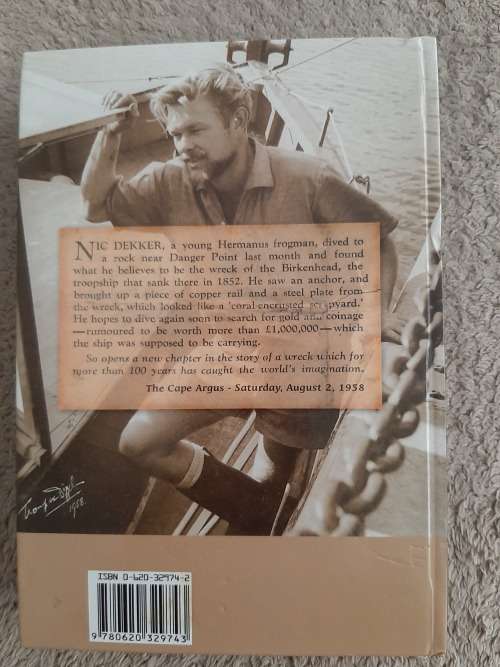 NIC DEKKER, a young Hermanus frogman, dived to
a rock near Danger Point last month and found
what he believes to be the wreck of the Birkenhead, the
troopship that sank there in 1852. He saw an anchor, and
brought up a piece of copper rail and a steel plate from
the wreck, which looked like a 'coral-encrusted scrapyard.'
He hopes to dive again soon to search for gold and coinage
—rumoured to be worth more than £1,000,000—which
the ship was supposed to be carrying.
So opens a new chapter in the story of a wreck which for
more than 100 years has caught the world's imagination.
The Cape Argus - Saturday, August 2, 1958
1958.
ISBN 0-620-32974-2
9 780620 329743